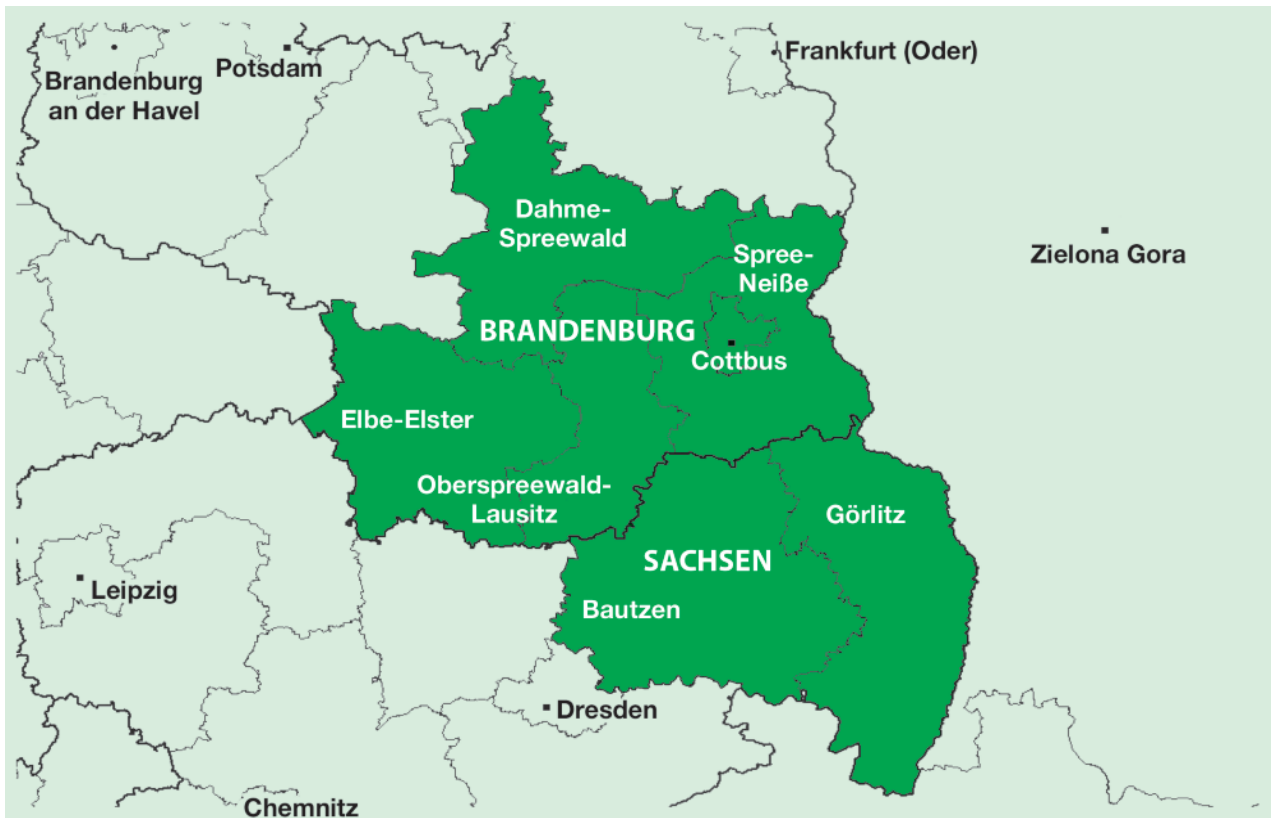 Brandenburg
an der Havel
Potsdam
Frankfurt (Oder)
Dahme-
Spreewald
Spree-
Neiße
Zielona Gora
BRANDENBURG
Cottbus
Elbe-Elster
Oberspreewald-
Lausitz
Görlitz
SACHSEN
Leipzig
Bautzen
Dresden
Chemnitz